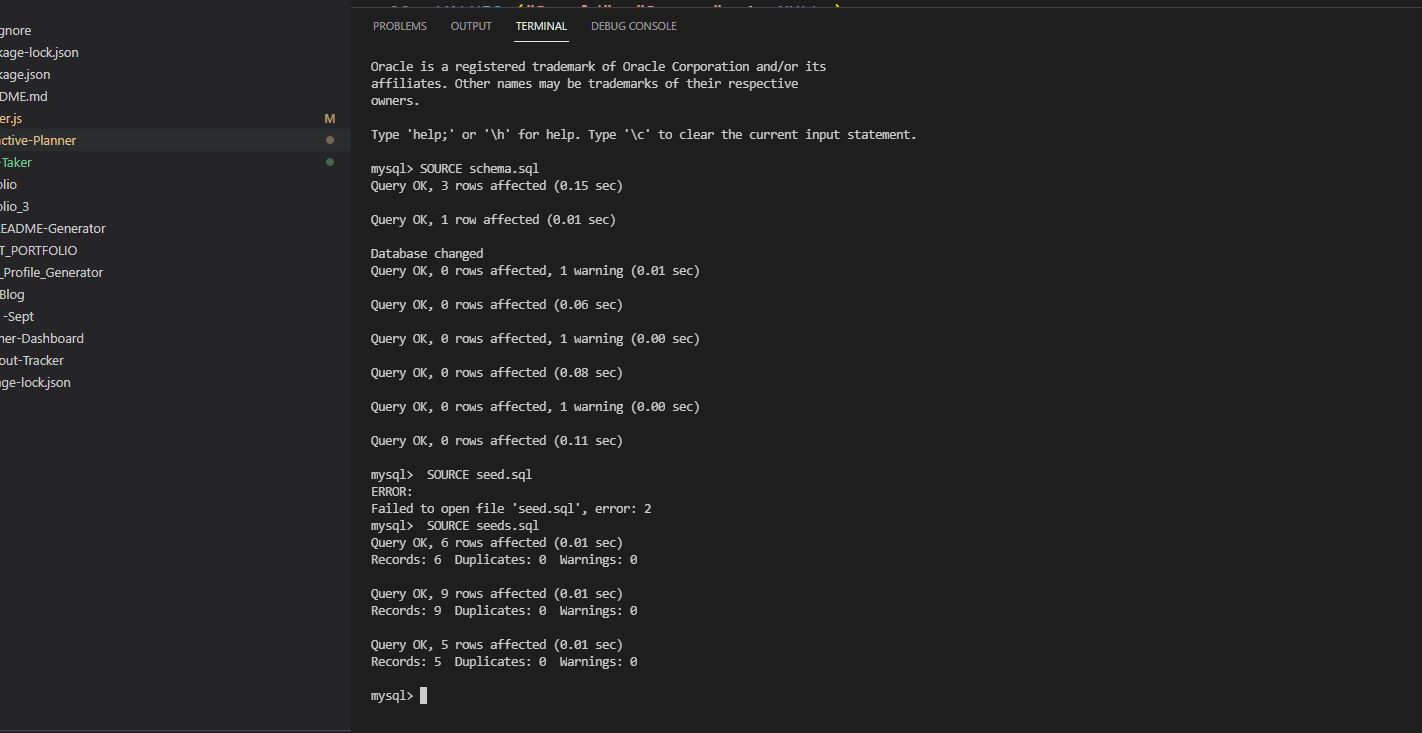 gnore
kage-lock.json
kage.json
DME.md
er.js M
active-Planner
-Taker
olio
olio_3
EADME-Generator
T_PORTFOLIO
_Profile_Generator
Blog
-Sept
ner-Dashboard
out-Tracker
age-lock.json
PROBLEMS OUTPUT TERMINAL DEBUG CONSOLE
Oracle is a registered trademark of Oracle Corporation and/or its
affiliates. Other names may be trademarks of their respective
owners.
Type 'help;' or '\h' for help. Type '\c' to clear the current input statement.
mysql> SOURCE schema.sql
Query OK, 3 rows affected (0.15 sec)
Query OK, 1 row affected (0.01 sec)
Database changed
Query OK, 0 rows affected, 1 warning (0.01 sec)
Query OK, 0 rows affected (0.06 sec)
Query OK, 0 rows affected, 1 warning (0.00 sec)
Query OK, 0 rows affected (0.08 sec)
Query OK, 0 rows affected, 1 warning (0.00 sec)
Query OK, 0 rows affected (0.11 sec)
mysql>  SOURCE seed.sql
ERROR:
Failed to open file 'seed.sql', error: 2
mysql>  SOURCE seeds.sql
Query OK, 6 rows affected (0.01 sec)
Records: 6  Duplicates: 0  Warnings: 0
Query OK, 9 rows affected (0.01 sec)
Records: 9  Duplicates: 0  Warnings: 0
Query OK, 5 rows affected (0.01 sec)
Records: 5  Duplicates: 0  Warnings: 0
mysql>